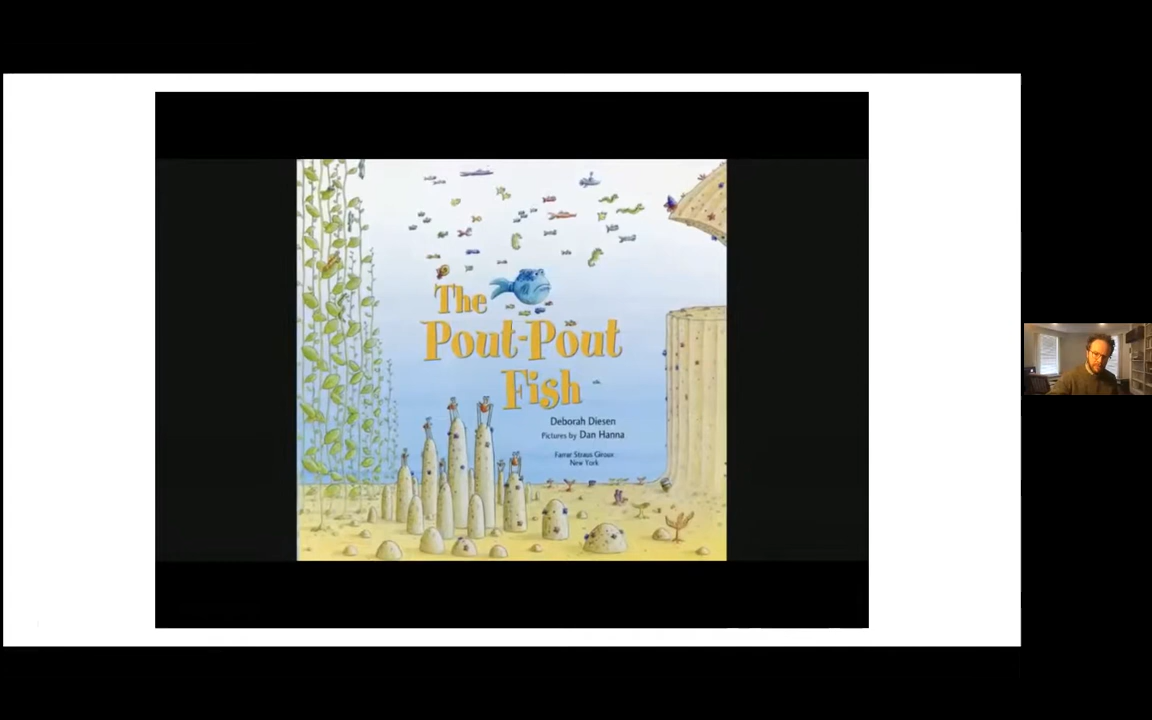 The
Pout-Pout
Fish
Deborah Diesen
Pictures by Dan Hanna
Farrar Straus Giroux
New York